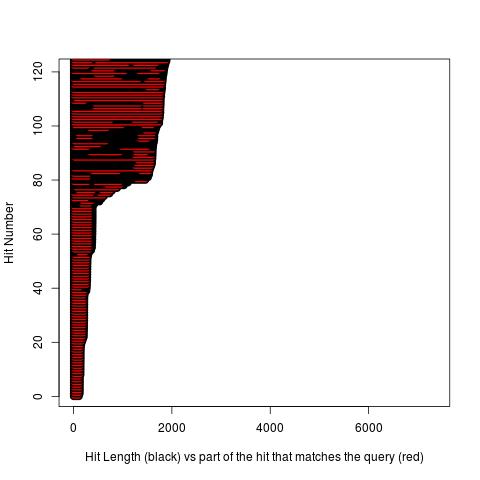 120
100
80
60
40
20
0
Hit Number
0 2000 4000 6000
Hit Length (black) vs part of the hit that matches the query (red)